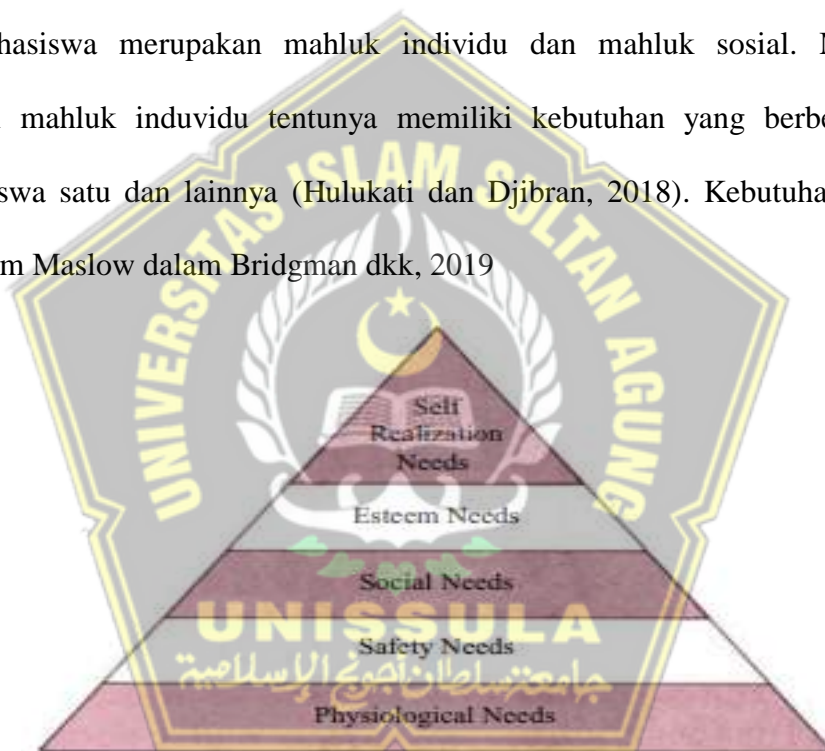 hasiswa merupakan mahluk individu dan mahluk sosial. M
mahluk induvidu tentunya memiliki kebutuhan yang berbe
iswa satu dan lainnya (Hulukati dan Djibran, 2018). Kebutuha
m Maslow dalam Bridgman dkk, 2019
UNIVERSITAS ISLAM SULTAN AGUNG
Self
Realization
Needs
Esteem Needs
Social Needs
UNISSULA
Safety Needs
جامعة سلطان أجونج الإسلامية
Physiological Needs